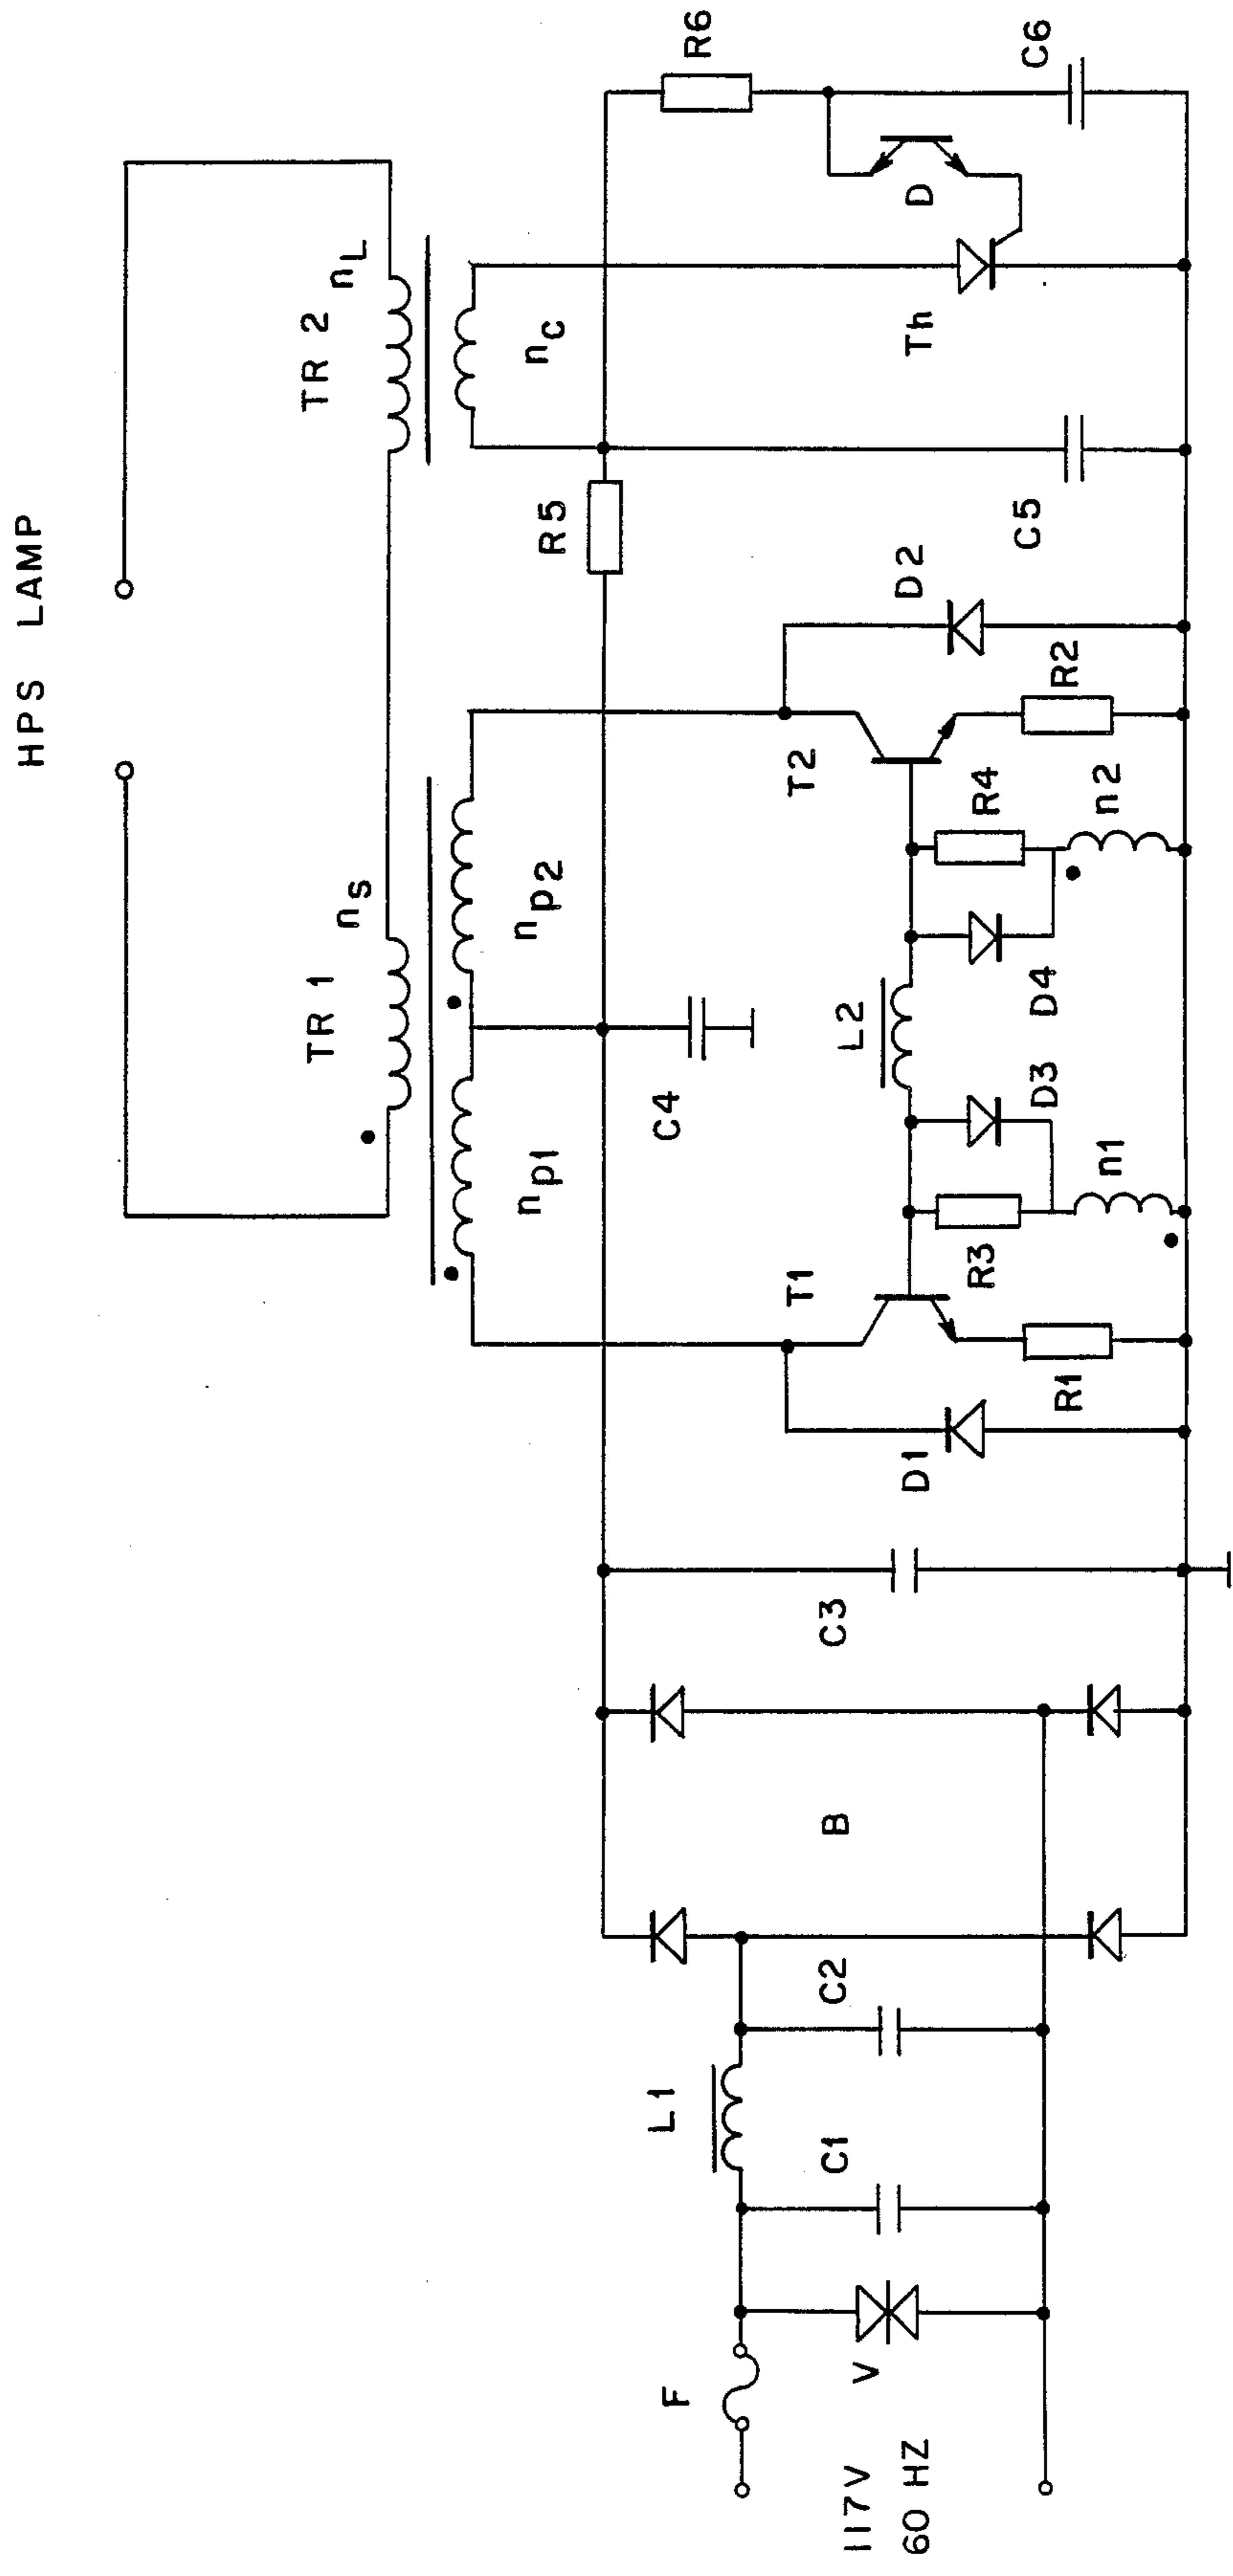 HPS LAMP
TR 1
nS
TR 2
nL
np1
np2
nC
R5
R6
C4
F
L1
V
117V
60 HZ
C1
C2
B
C3
D1
T1
R1
R3
n1
D3
L2
D4
R4
n2
T2
R2
D2
C5
Th
D
C6